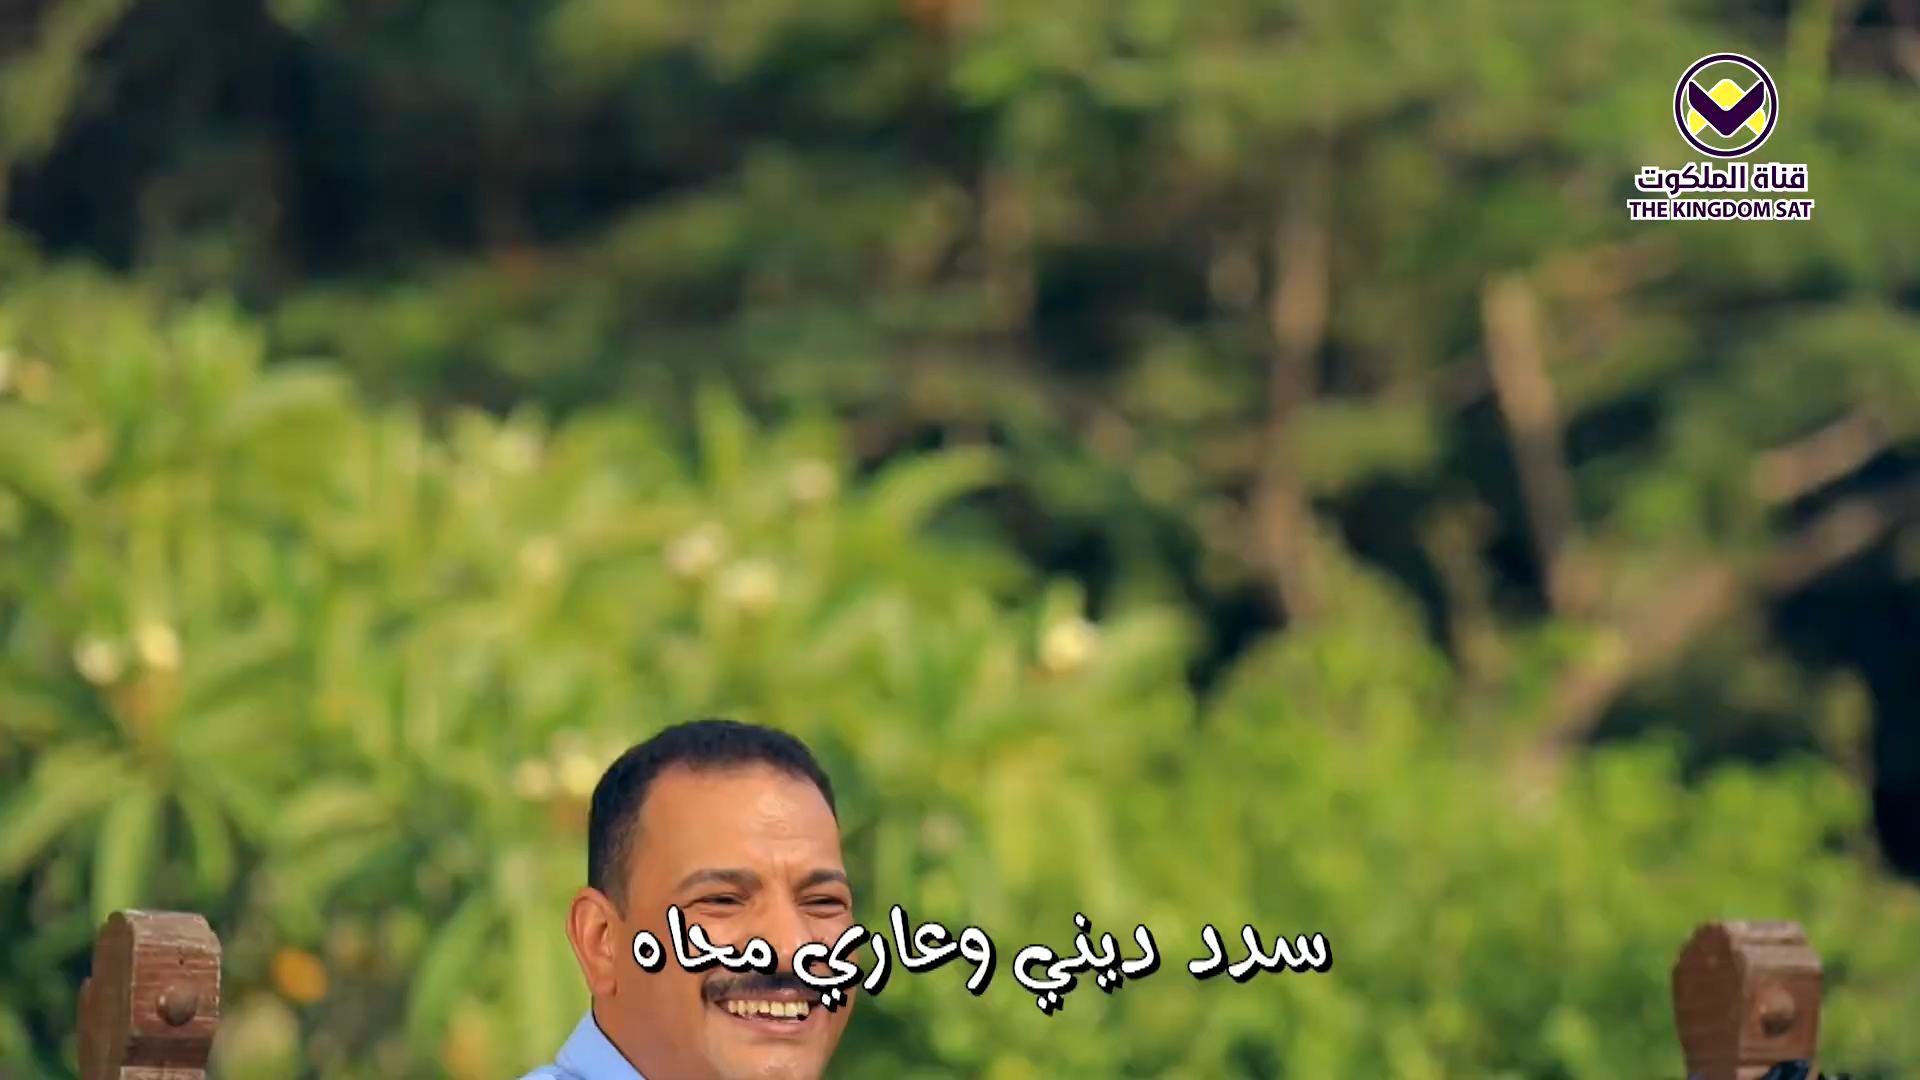 قناة الملكوت
THE KINGDOM SAT
سدد ديني وعاري محاه